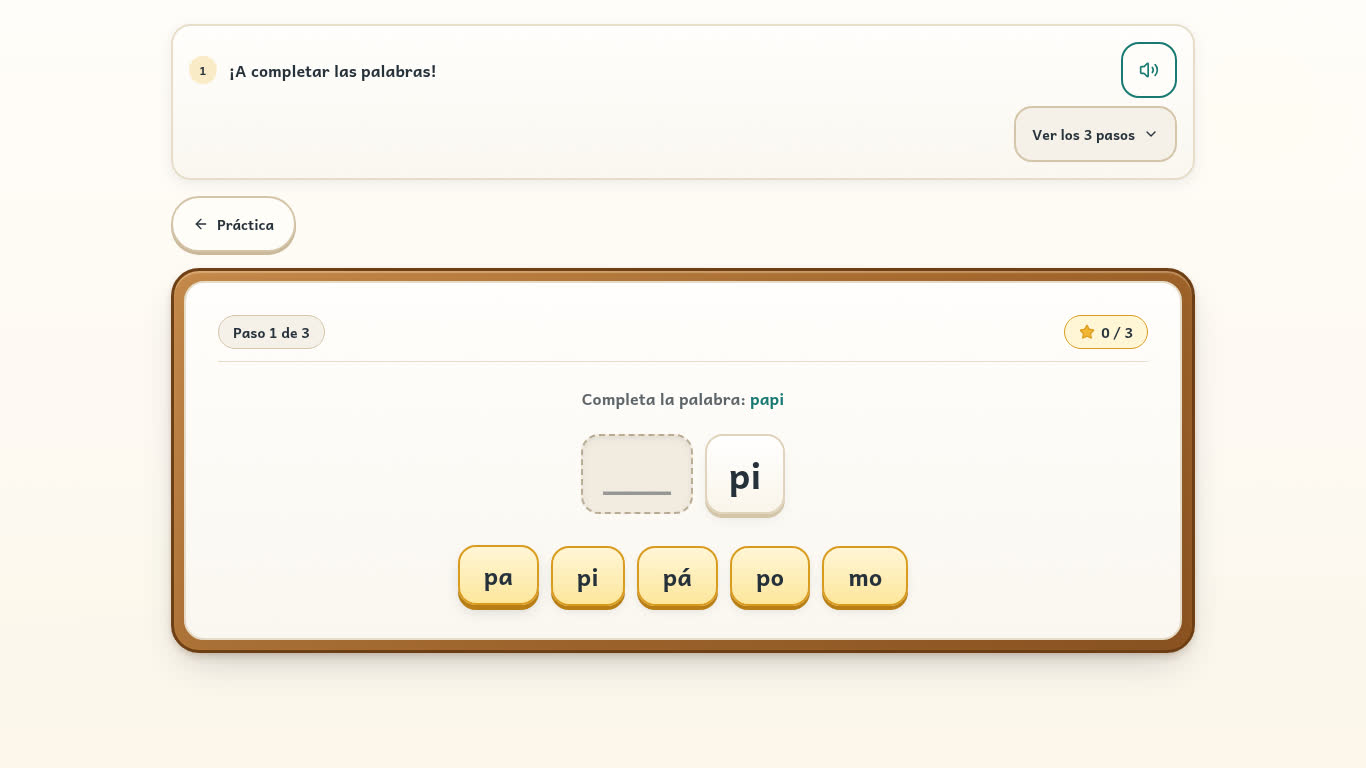 1 ¡A completar las palabras!
Ver los 3 pasos
Práctica
Paso 1 de 3
0 / 3
Completa la palabra: papi
pi
pa pi pá po mo